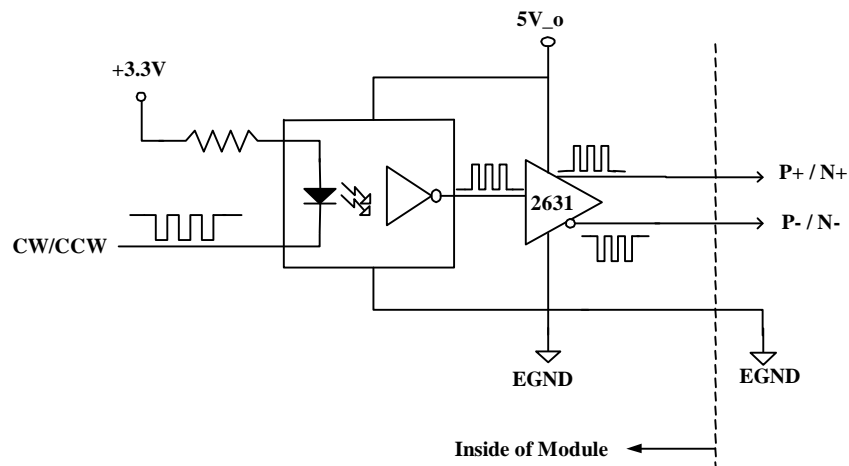 5V_o
+3.3V
2631
P+ / N+
P- / N-
CW/CCW
EGND
EGND
Inside of Module